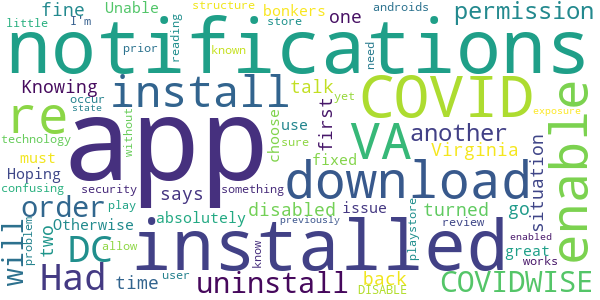 little structure bonkers store androids permission
Unable
fine I'm prior known reading one need
notifications
Knowing install talk COVID enable
occur state
re technology without app choose use sure first fixed yet VA another
must Virginia exposure
Hoping confusing security says something download situation
order absolutely disabled issue turned go
will problem two Otherwise play previously playstore review enabled great
DC installed works
Had time allow user uninstall know back DISABLE COVIDWISE